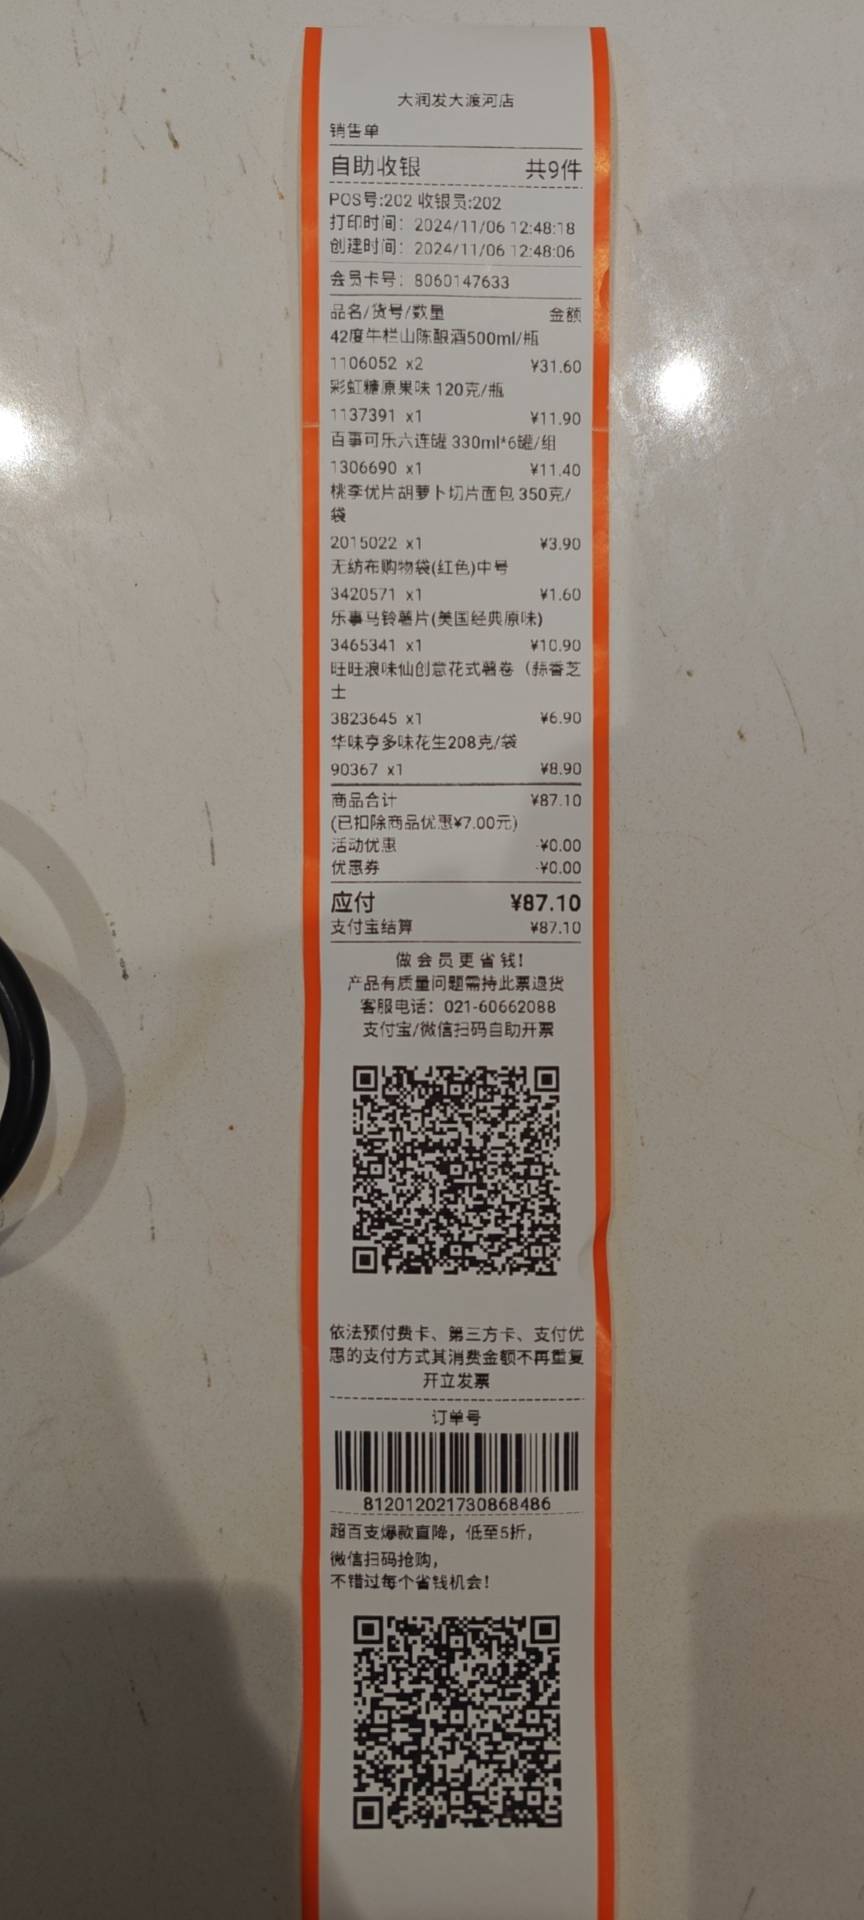 大润发大渡河店
销售单
自助收银 共9件
POS号:202 收银员:202
打印时间: 2024/11/06 12:48:18
创建时间: 2024/11/06 12:48:06
会员卡号: 8060147633
品名/货号/数量 金额
42度牛栏山陈酿酒500ml/瓶
1106052 x2 ¥31.60
彩虹糖原果味 120克/瓶
1137391 x1 ¥11.90
百事可乐六连罐 330ml*6罐/组
1306690 x1 ¥11.40
桃李优片胡萝卜切片面包 350克/
袋
2015022 x1 ¥3.90
无纺布购物袋(红色)中号
3420571 x1 ¥1.60
乐事马铃薯片(美国经典原味)
3465341 x1 ¥10.90
旺旺浪味仙创意花式薯卷（蒜香芝
士
3823645 x1 ¥6.90
华味亨多味花生208克/袋
90367 x1 ¥8.90
商品合计 ¥87.10
(已扣除商品优惠¥7.00元)
活动优惠 -¥0.00
优惠券 -¥0.00
应付 ¥87.10
支付宝结算 ¥87.10
做会员更省钱!
产品有质量问题需持此票退货
客服电话: 021-60662088
支付宝/微信扫码自助开票
依法预付费卡、第三方卡、支付优
惠的支付方式其消费金额不再重复
开立发票
订单号
812012021730868486
超百支爆款直降，低至5折，
微信扫码抢购，
不错过每个省钱机会!